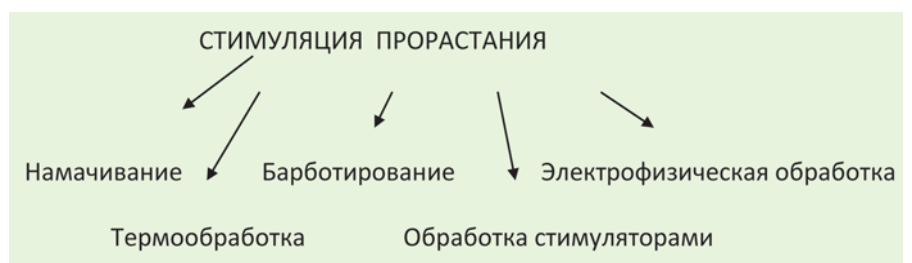 СТИМУЛЯЦИЯ ПРОРАСТАНИЯ
Намачивание Барботирование Электрофизическая обработка
Термообработка Обработка стимуляторами